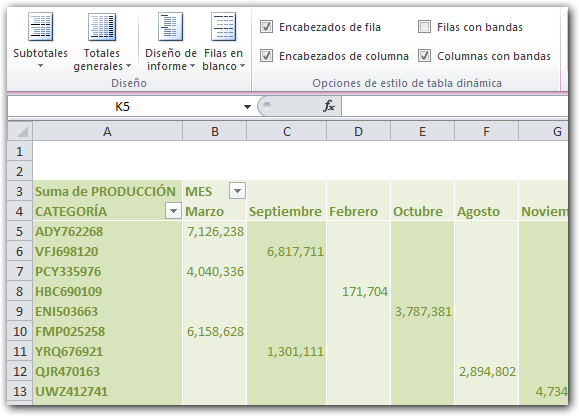 Subtotales
Totales generales
Diseño de informe
Filas en blanco
Diseño
Encabezados de fila
Filas con bandas
Encabezados de columna
Columnas con bandas
Opciones de estilo de tabla dinámica
K5
fx
A B C D E F G
1
2
3 Suma de PRODUCCIÓN MES
4 CATEGORÍA Marzo Septiembre Febrero Octubre Agosto Noviem
5 ADY762268 7,126,238
6 VFJ698120 6,817,711
7 PCY335976 4,040,336
8 HBC690109 171,704
9 ENI503663 3,787,381
10 FMP025258 6,158,628
11 YRQ676921 1,301,111
12 QJR470163 2,894,802
13 UWZ412741 4,734